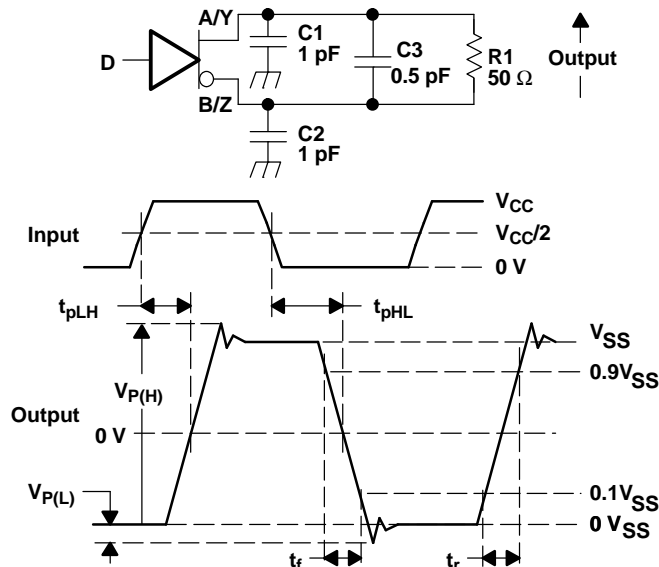 A/Y
C1
1 pF
C3
0.5 pF
R1
50 Ω
Output
D
B/Z
C2
1 pF
Input
VCC
VCC/2
0 V
tpLH
tpHL
VP(H)
VSS
0.9VSS
Output
0 V
VP(L)
0.1VSS
0 VSS
tf
tr